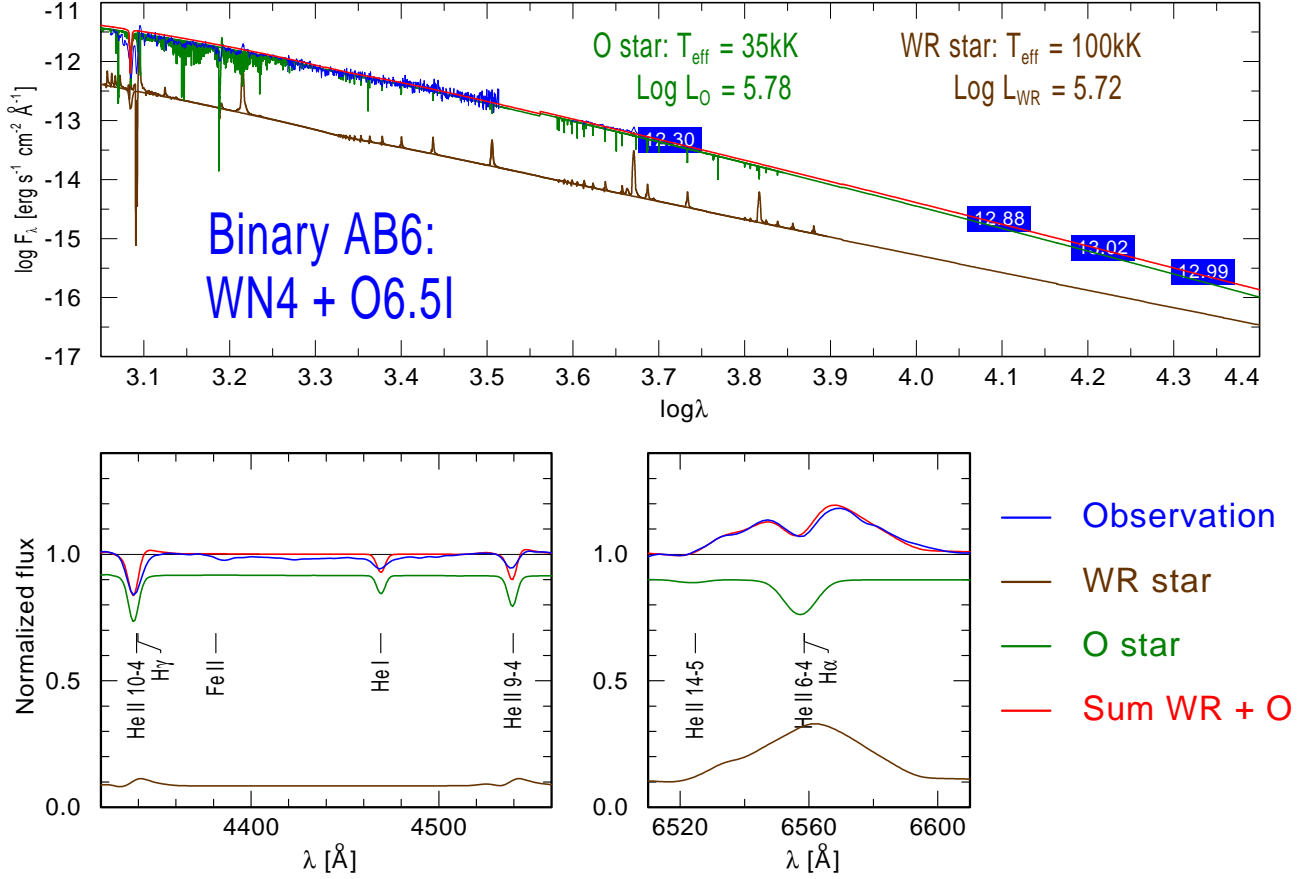 -11
-12
-13
-14
-15
-16
-17
log F_λ [erg s⁻¹ cm⁻² Å⁻¹]
O star: T_eff = 35kK
Log L_O = 5.78
WR star: T_eff = 100kK
Log L_WR = 5.72
12.30
12.88
13.02
12.99
Binary AB6:
WN4 + O6.5I
3.1 3.2 3.3 3.4 3.5 3.6 3.7 3.8 3.9 4.0 4.1 4.2 4.3 4.4
logλ
Normalized flux
1.0
0.5
0.0
He II 10-4
Hγ
Fe II
He I
He II 9-4
4400 4500
λ [Å]
1.0
0.5
0.0
He II 14-5
He II 6-4
Hα
6520 6560 6600
λ [Å]
Observation
WR star
O star
Sum WR + O